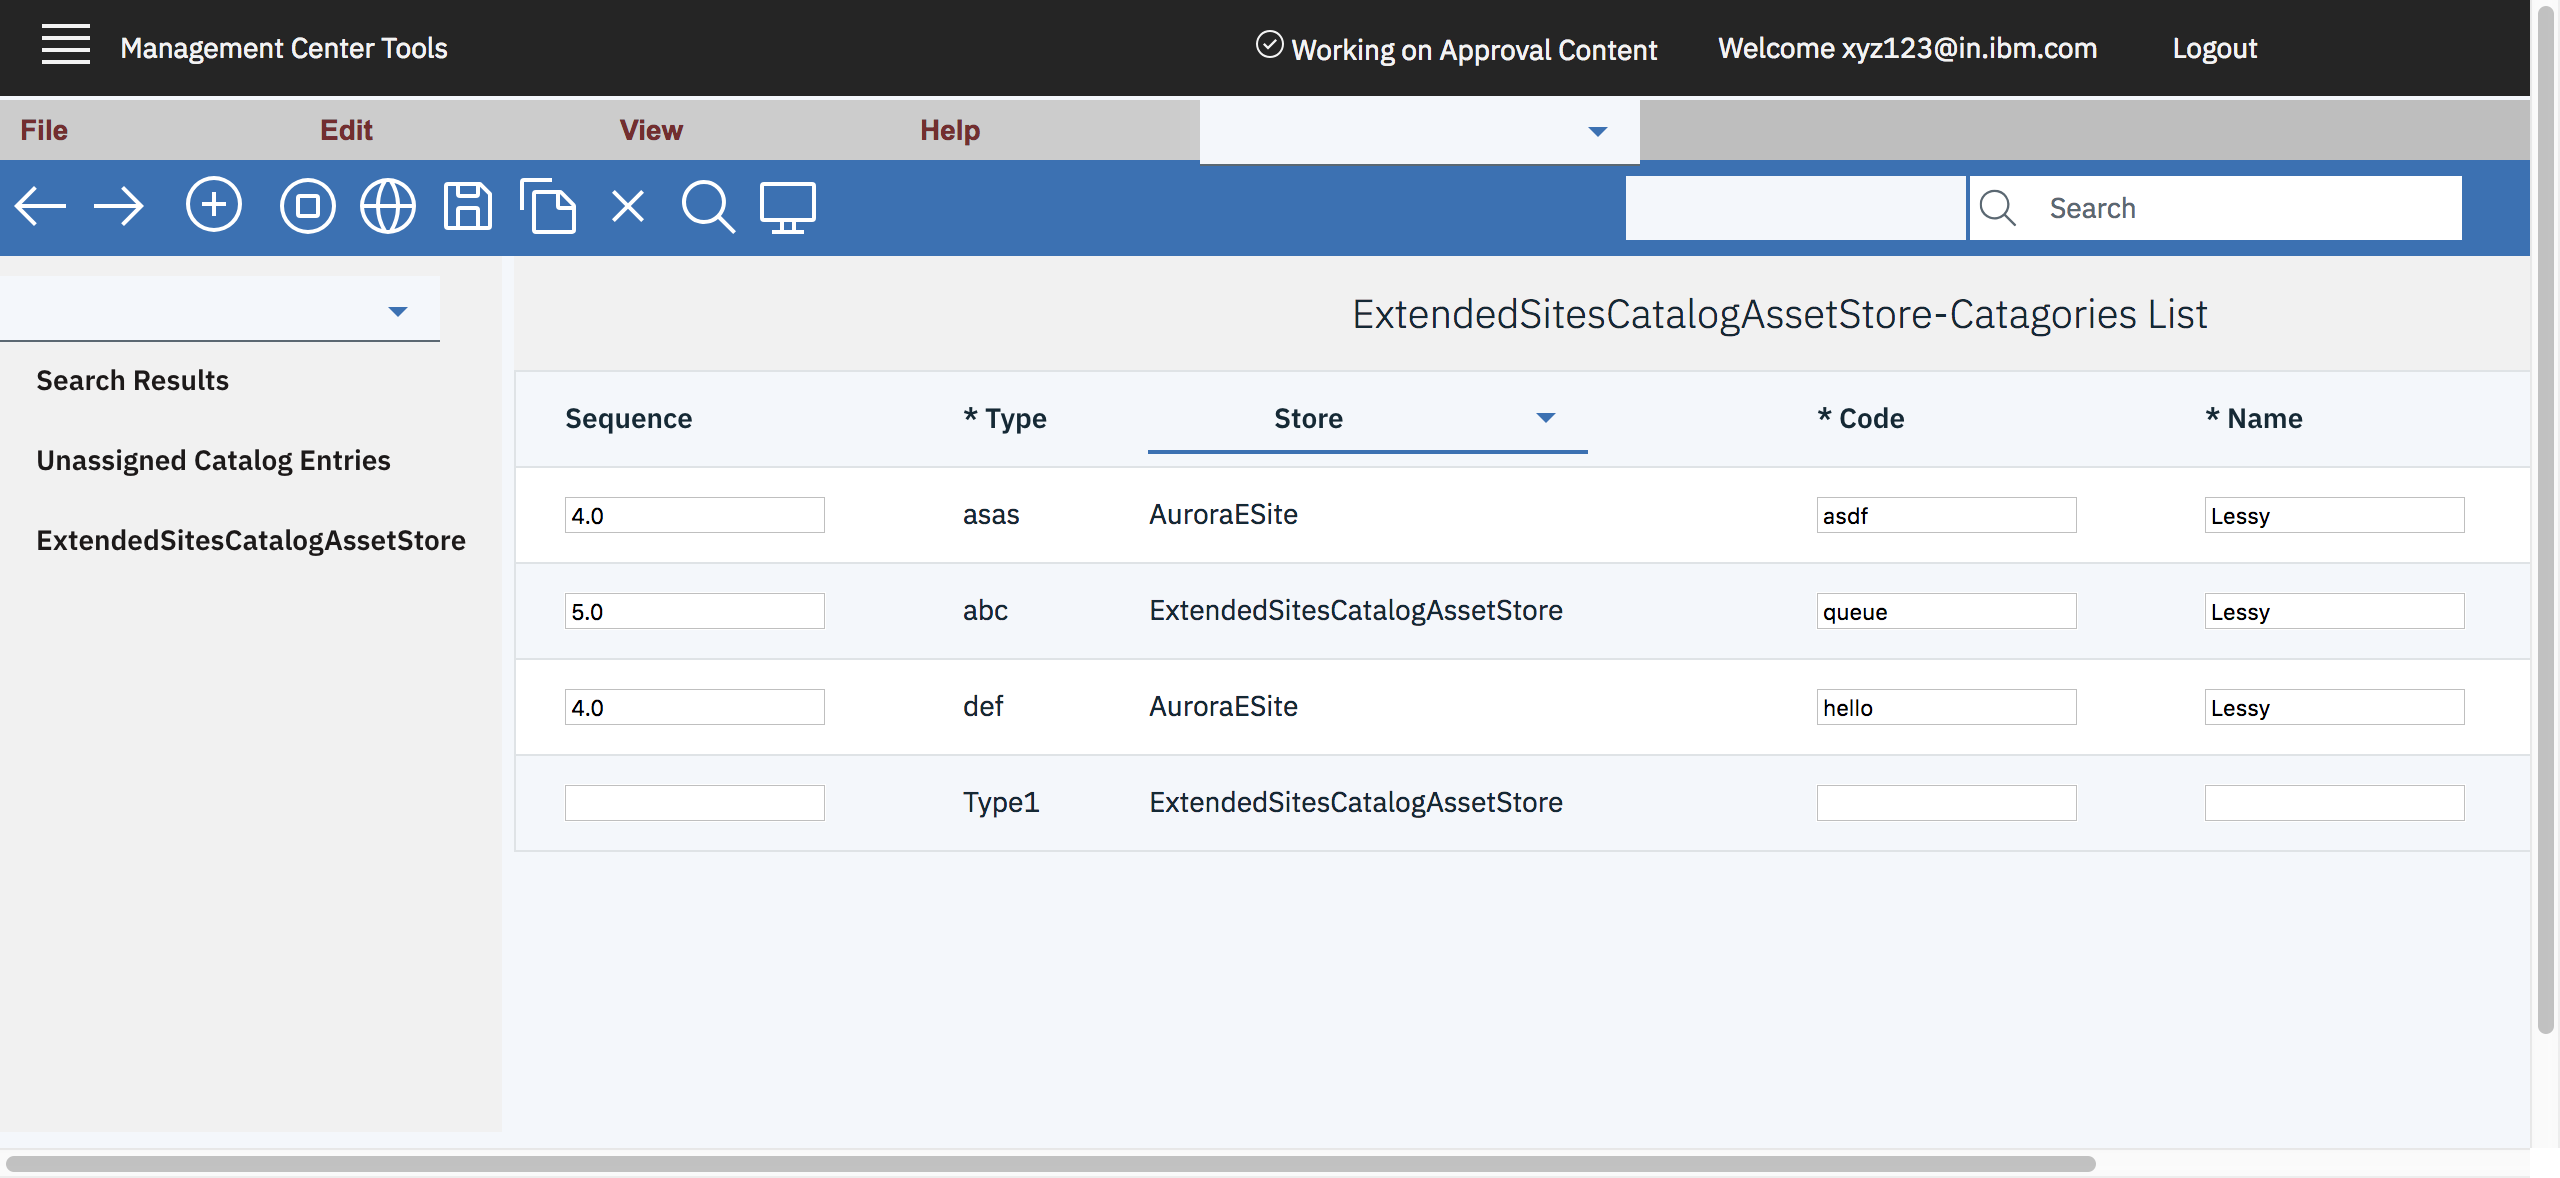 Management Center Tools
Working on Approval Content
Welcome xyz123@in.ibm.com
Logout
File Edit View Help
Search
Search Results
Unassigned Catalog Entries
ExtendedSitesCatalogAssetStore
ExtendedSitesCatalogAssetStore-Catagories List
Sequence * Type Store * Code * Name
4.0 asas AuroraESite asdf Lessy
5.0 abc ExtendedSitesCatalogAssetStore queue Lessy
4.0 def AuroraESite hello Lessy
Type1 ExtendedSitesCatalogAssetStore